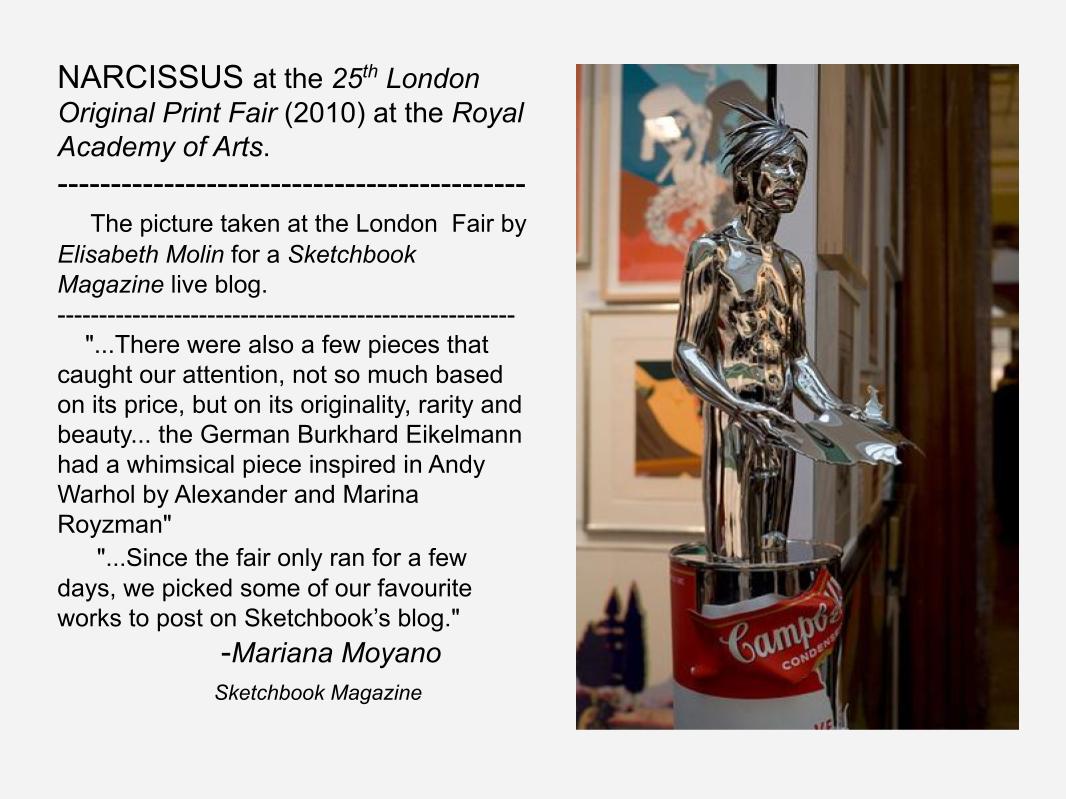 NARCISSUS at the 25th London
Original Print Fair (2010) at the Royal
Academy of Arts.
--------------------------------------------
The picture taken at the London  Fair by
Elisabeth Molin for a Sketchbook
Magazine live blog.
-------------------------------------------------------
"...There were also a few pieces that
caught our attention, not so much based
on its price, but on its originality, rarity and
beauty... the German Burkhard Eikelmann
had a whimsical piece inspired in Andy
Warhol by Alexander and Marina
Royzman"
"...Since the fair only ran for a few
days, we picked some of our favourite
works to post on Sketchbook’s blog."
-Mariana Moyano
Sketchbook Magazine